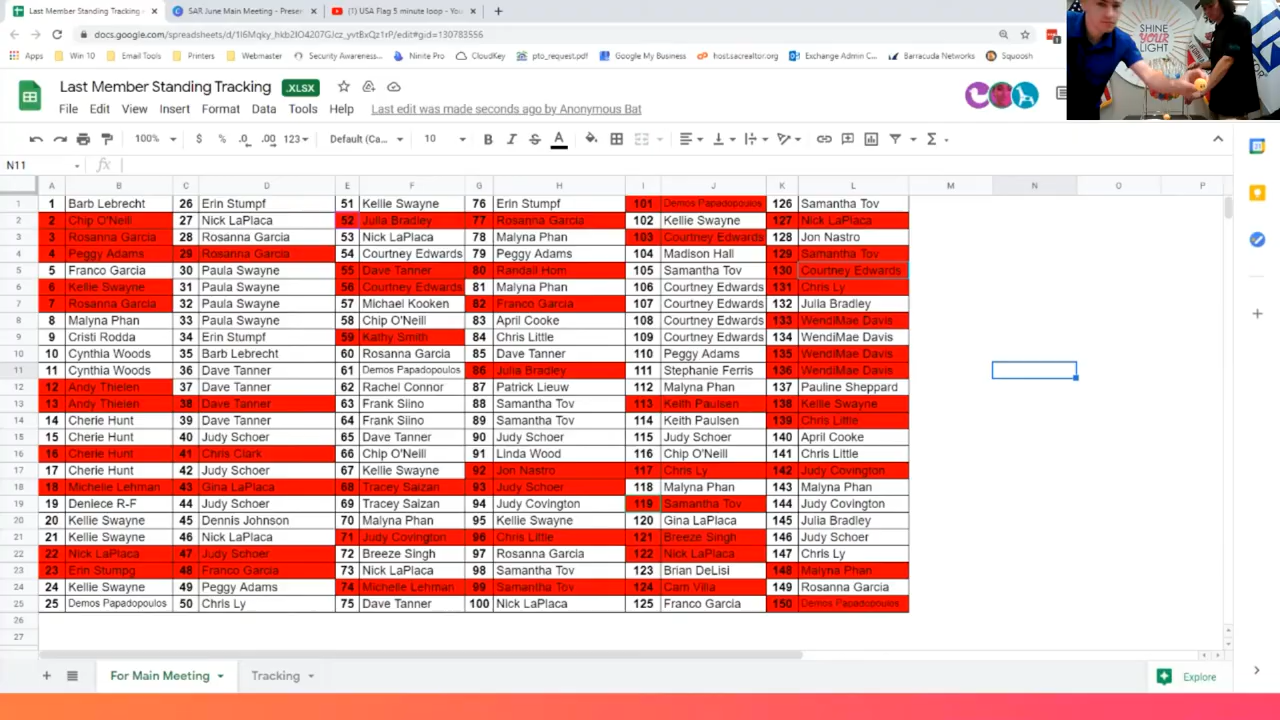 Last Member Standing Tracking
SAR June Main Meeting - Presen
(1) USA Flag 5 minute loop - You
docs.google.com/spreadsheets/d/1I6Mqky_hkb2IO4207GJcz_yvtBxQz1rP/edit#gid=130783556
Apps Win 10 Email Tools Printers Webmaster Security Awareness... Ninite Pro CloudKey pto_request.pdf Google My Business host.sacrealtor.org Exchange Admin C... Barracuda Networks Squoosh
SHINE
YOUR
LIGHT
Last Member Standing Tracking .XLSX
File Edit View Insert Format Data Tools Help Last edit was made seconds ago by Anonymous Bat
100% $ % .0 .00 123 Default (Ca... 10
N11 fx
A B C D E F G H I J K L M N O P
1 1 Barb Lebrecht 26 Erin Stumpf 51 Kellie Swayne 76 Erin Stumpf 101 Demos Papadopoulos 126 Samantha Tov
2 2 Chip O'Neill 27 Nick LaPlaca 52 Julia Bradley 77 Rosanna Garcia 102 Kellie Swayne 127 Nick LaPlaca
3 3 Rosanna Garcia 28 Rosanna Garcia 53 Nick LaPlaca 78 Malyna Phan 103 Courtney Edwards 128 Jon Nastro
4 4 Peggy Adams 29 Rosanna Garcia 54 Courtney Edwards 79 Peggy Adams 104 Madison Hall 129 Samantha Tov
5 5 Franco Garcia 30 Paula Swayne 55 Dave Tanner 80 Randall Hom 105 Samantha Tov 130 Courtney Edwards
6 6 Kellie Swayne 31 Paula Swayne 56 Courtney Edwards 81 Malyna Phan 106 Courtney Edwards 131 Chris Ly
7 7 Rosanna Garcia 32 Paula Swayne 57 Michael Kooken 82 Franco Garcia 107 Courtney Edwards 132 Julia Bradley
8 8 Malyna Phan 33 Paula Swayne 58 Chip O'Neill 83 April Cooke 108 Courtney Edwards 133 WendiMae Davis
9 9 Cristi Rodda 34 Erin Stumpf 59 Kathy Smith 84 Chris Little 109 Courtney Edwards 134 WendiMae Davis
10 10 Cynthia Woods 35 Barb Lebrecht 60 Rosanna Garcia 85 Dave Tanner 110 Peggy Adams 135 WendiMae Davis
11 11 Cynthia Woods 36 Dave Tanner 61 Demos Papadopoulos 86 Julia Bradley 111 Stephanie Ferris 136 WendiMae Davis
12 12 Andy Thielen 37 Dave Tanner 62 Rachel Connor 87 Patrick Lieuw 112 Malyna Phan 137 Pauline Sheppard
13 13 Andy Thielen 38 Dave Tanner 63 Frank Siino 88 Samantha Tov 113 Keith Paulsen 138 Kellie Swayne
14 14 Cherie Hunt 39 Dave Tanner 64 Frank Siino 89 Samantha Tov 114 Keith Paulsen 139 Chris Little
15 15 Cherie Hunt 40 Judy Schoer 65 Dave Tanner 90 Judy Schoer 115 Judy Schoer 140 April Cooke
16 16 Cherie Hunt 41 Chris Clark 66 Chip O'Neill 91 Linda Wood 116 Chip O'Neill 141 Chris Little
17 17 Cherie Hunt 42 Judy Schoer 67 Kellie Swayne 92 Jon Nastro 117 Chris Ly 142 Judy Covington
18 18 Michelle Lehman 43 Gina LaPlaca 68 Tracey Saizan 93 Judy Schoer 118 Malyna Phan 143 Malyna Phan
19 19 Deniece R-F 44 Judy Schoer 69 Tracey Saizan 94 Judy Covington 119 Samantha Tov 144 Judy Covington
20 20 Kellie Swayne 45 Dennis Johnson 70 Malyna Phan 95 Kellie Swayne 120 Gina LaPlaca 145 Julia Bradley
21 21 Kellie Swayne 46 Nick LaPlaca 71 Judy Covington 96 Chris Little 121 Breeze Singh 146 Judy Schoer
22 22 Nick LaPlaca 47 Judy Schoer 72 Breeze Singh 97 Rosanna Garcia 122 Nick LaPlaca 147 Chris Ly
23 23 Erin Stumpg 48 Franco Garcia 73 Nick LaPlaca 98 Samantha Tov 123 Brian DeLisi 148 Malyna Phan
24 24 Kellie Swayne 49 Peggy Adams 74 Michelle Lehman 99 Samantha Tov 124 Cam Villa 149 Rosanna Garcia
25 25 Demos Papadopoulos 50 Chris Ly 75 Dave Tanner 100 Nick LaPlaca 125 Franco Garcia 150 Demos Papadopoulos
26
27
For Main Meeting Tracking Explore